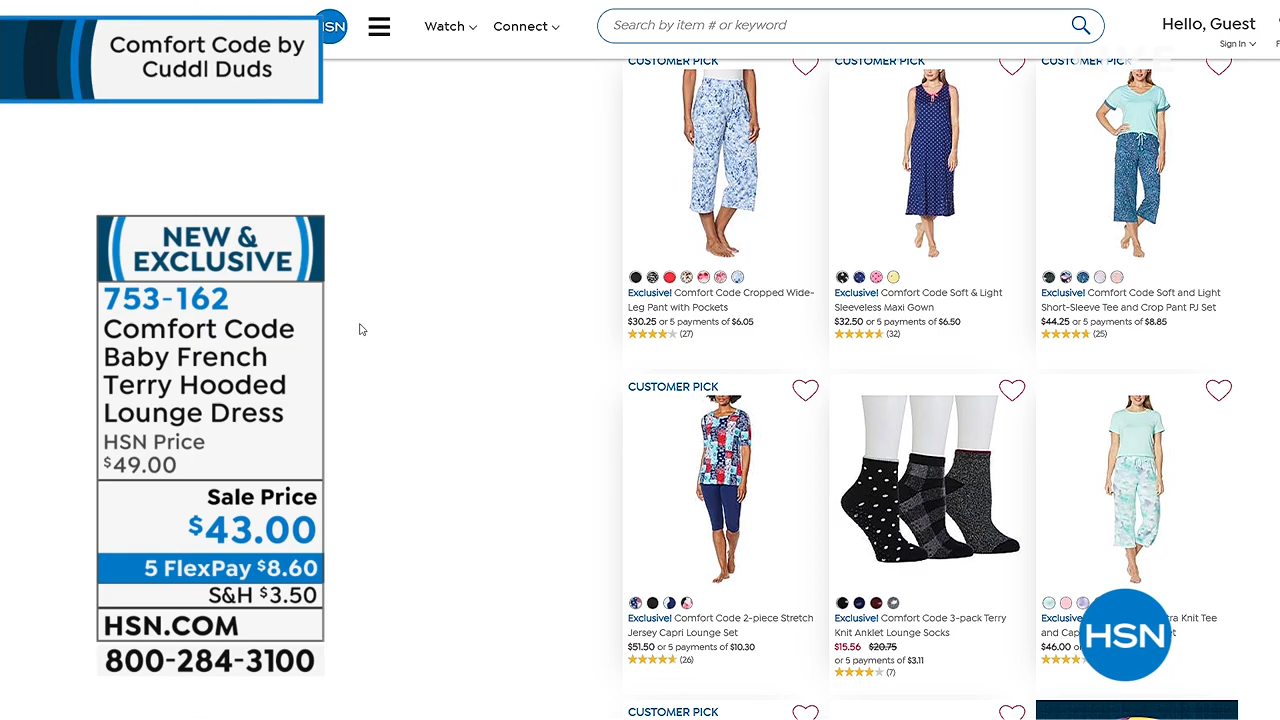 Comfort Code by
Cuddl Duds
HSN
Watch
Connect
Search by item # or keyword
Hello, Guest
Sign In
NEW &
EXCLUSIVE
753-162
Comfort Code
Baby French
Terry Hooded
Lounge Dress
HSN Price
$49.00
Sale Price
$43.00
5 FlexPay $8.60
S&H $3.50
HSN.COM
800-284-3100
CUSTOMER PICK
Exclusive! Comfort Code Cropped Wide-
Leg Pant with Pockets
$30.25 or 5 payments of $6.05
(27)
CUSTOMER PICK
Exclusive! Comfort Code Soft & Light
Sleeveless Maxi Gown
$32.50 or 5 payments of $6.50
(32)
CUSTOMER PICK
Exclusive! Comfort Code Soft and Light
Short-Sleeve Tee and Crop Pant PJ Set
$44.25 or 5 payments of $8.85
(25)
CUSTOMER PICK
Exclusive! Comfort Code 2-piece Stretch
Jersey Capri Lounge Set
$51.50 or 5 payments of $10.30
(26)
Exclusive! Comfort Code 3-pack Terry
Knit Anklet Lounge Socks
$15.56 $20.75
or 5 payments of $3.11
(7)
Knit Tee
and
$46.00
HSN
CUSTOMER PICK